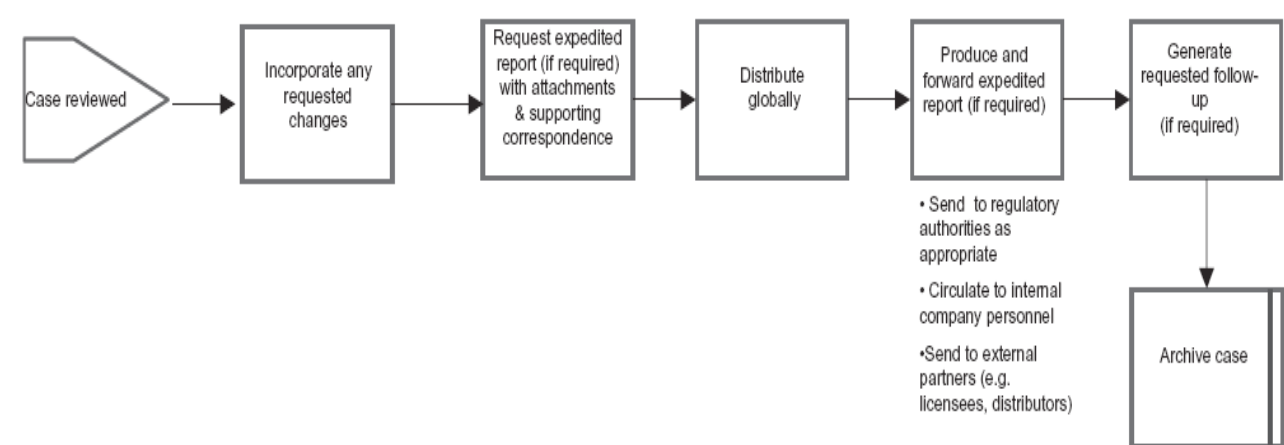 Case reviewed
Incorporate any
requested
changes
Request expedited
report (if required)
with attachments
& supporting
correspondence
Distribute
globally
Produce and
forward expedited
report (if required)
Generate
requested follow-
up
(if required)
• Send to regulatory
authorities as
appropriate
• Circulate to internal
company personnel
•Send to external
partners (e.g.
licensees, distributors)
Archive case